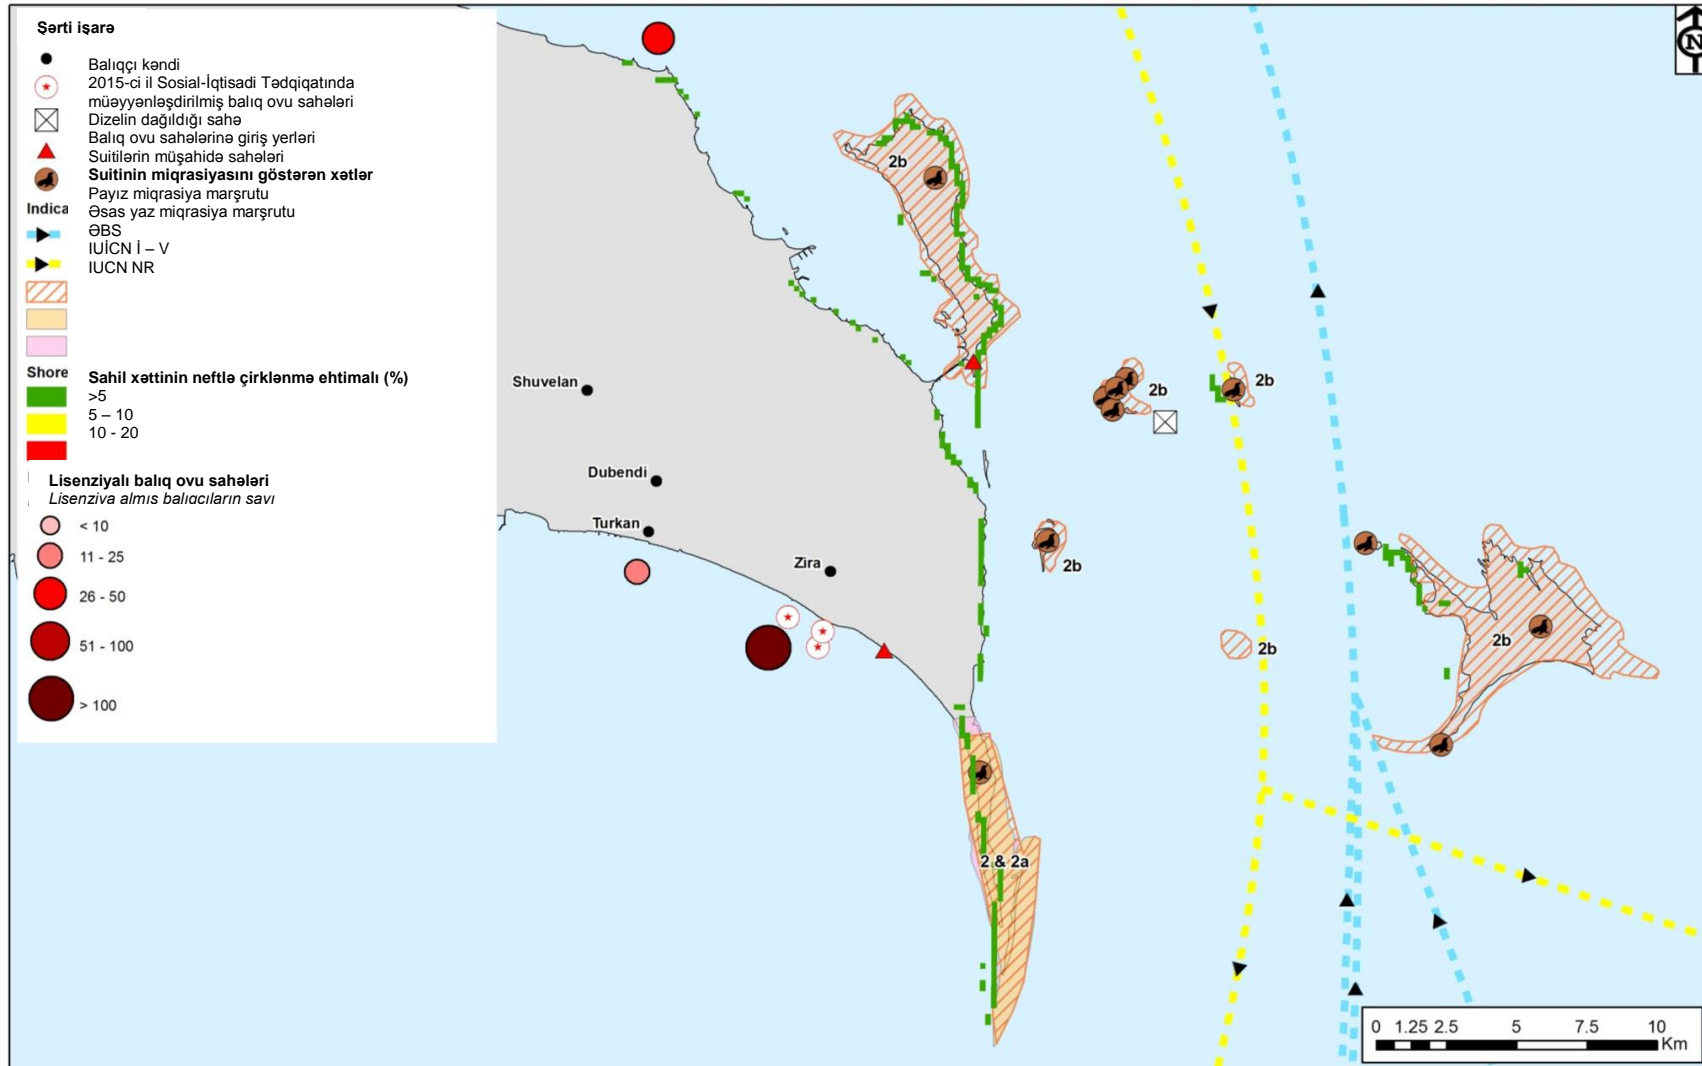 Şərti işarə
Balıqçı kəndi
2015-ci il Sosial-İqtisadi Tədqiqatında
müəyyənləşdirilmiş balıq ovu sahələri
Dizelin dağıldığı sahə
Balıq ovu sahələrinə giriş yerləri
Suitilərin müşahidə sahələri
Suitinin miqrasiyasını göstərən xətlər
Payız miqrasiya marşrutu
Indica
Əsas yaz miqrasiya marşrutu
ƏBS
IUİCN İ – V
IUCN NR
Shore
Sahil xəttinin neftlə çirklənmə ehtimalı (%)
>5
5 – 10
10 - 20
Lisenziyalı balıq ovu sahələri
Lisenziya almış balıqçıların sayı
< 10
11 - 25
26 - 50
51 - 100
> 100
N
2b
2b
2b
Shuvelan
Dubendi
Turkan
Zira
2b
2b
2b
2 & 2a
0 1.25 2.5 5 7.5 10
Km